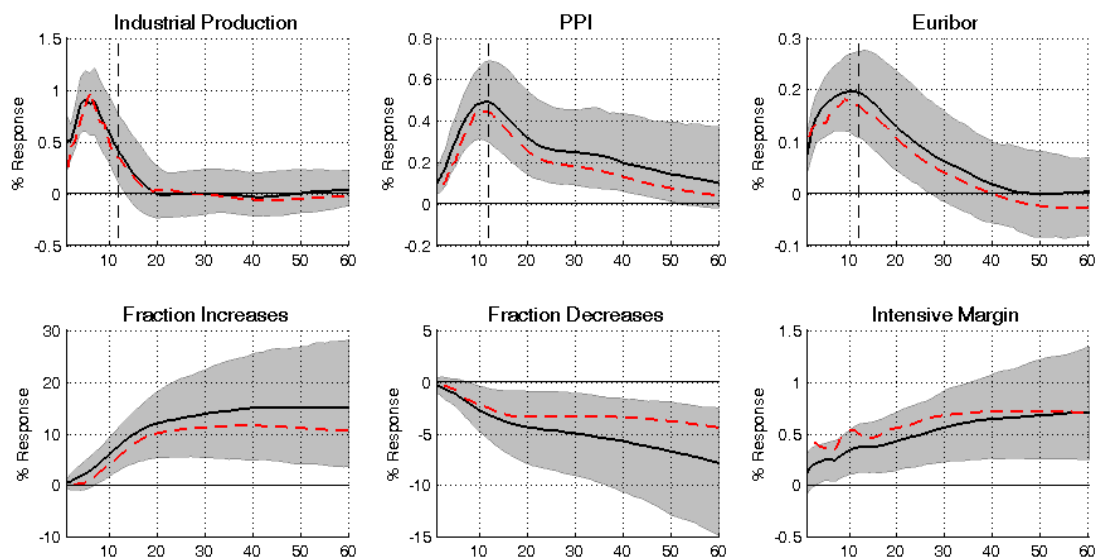 Industrial Production
PPI
Euribor
% Response
1.5
1
0.5
0
-0.5
10 20 30 40 50 60
% Response
0.8
0.6
0.4
0.2
0
-0.2
10 20 30 40 50 60
% Response
0.3
0.2
0.1
0
-0.1
10 20 30 40 50 60
Fraction Increases
Fraction Decreases
Intensive Margin
% Response
30
20
10
0
-10
10 20 30 40 50 60
% Response
5
0
-5
-10
-15
10 20 30 40 50 60
% Response
1.5
1
0.5
0
0.5
10 20 30 40 50 60